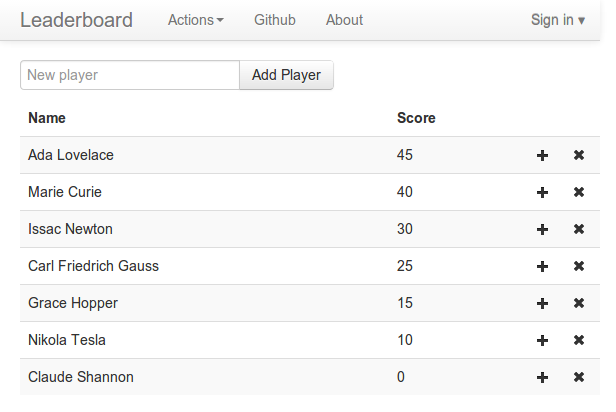 Leaderboard Actions Github About Sign in ▾
New player Add Player
Name Score
Ada Lovelace 45
Marie Curie 40
Issac Newton 30
Carl Friedrich Gauss 25
Grace Hopper 15
Nikola Tesla 10
Claude Shannon 0